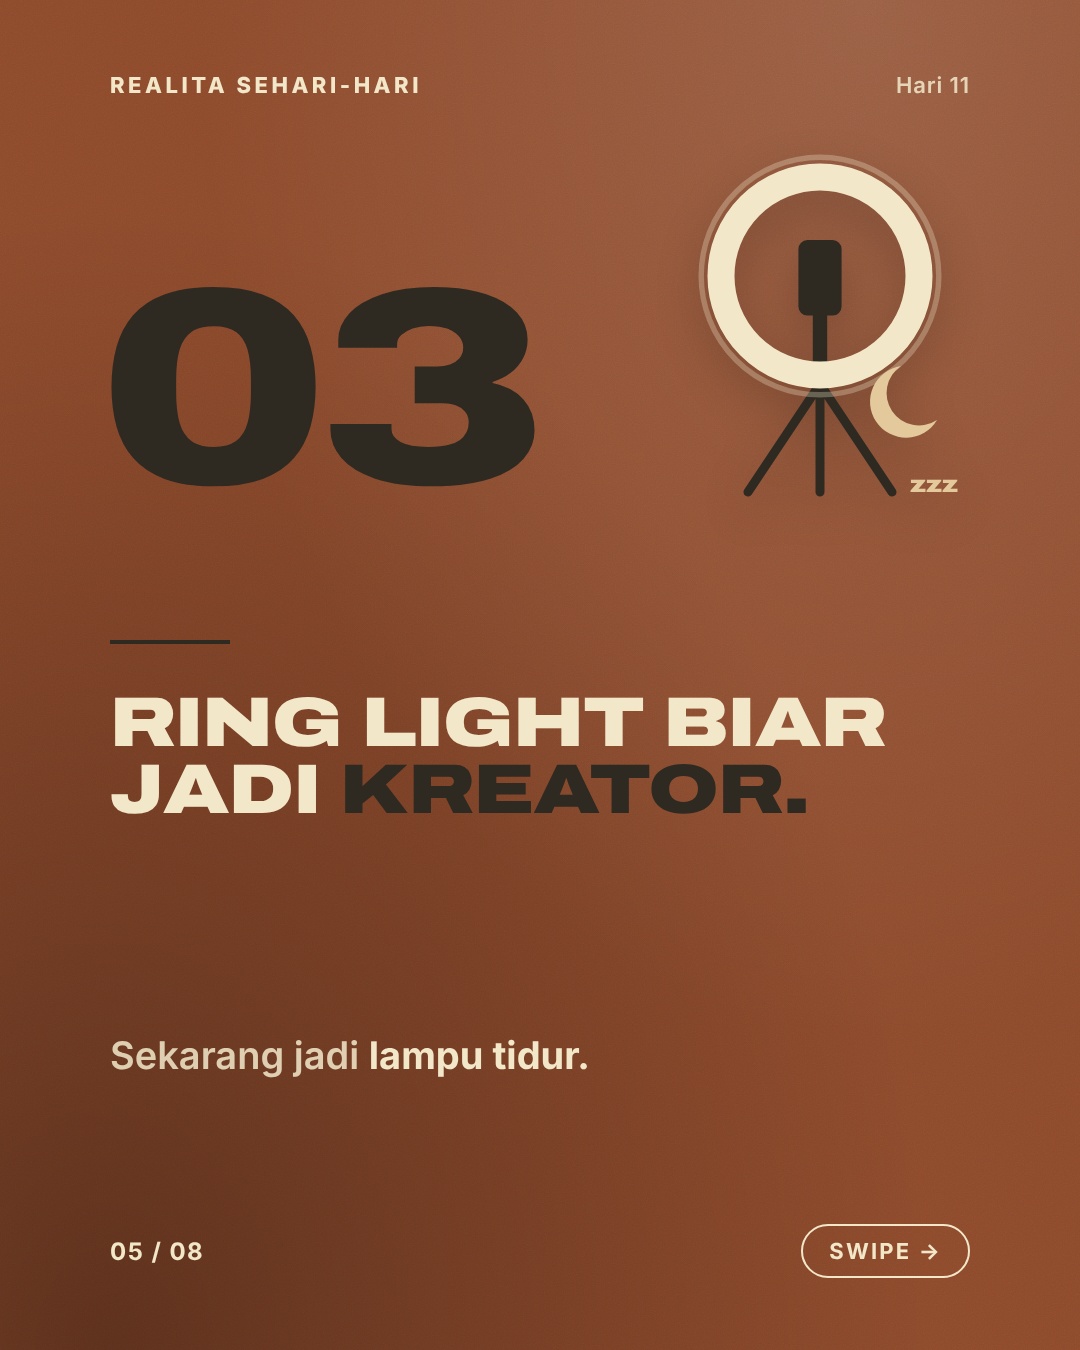 REALITA SEHARI-HARI
Hari 11
03
zzz
RING LIGHT BIAR
JADI KREATOR.
Sekarang jadi lampu tidur.
05 / 08
SWIPE →